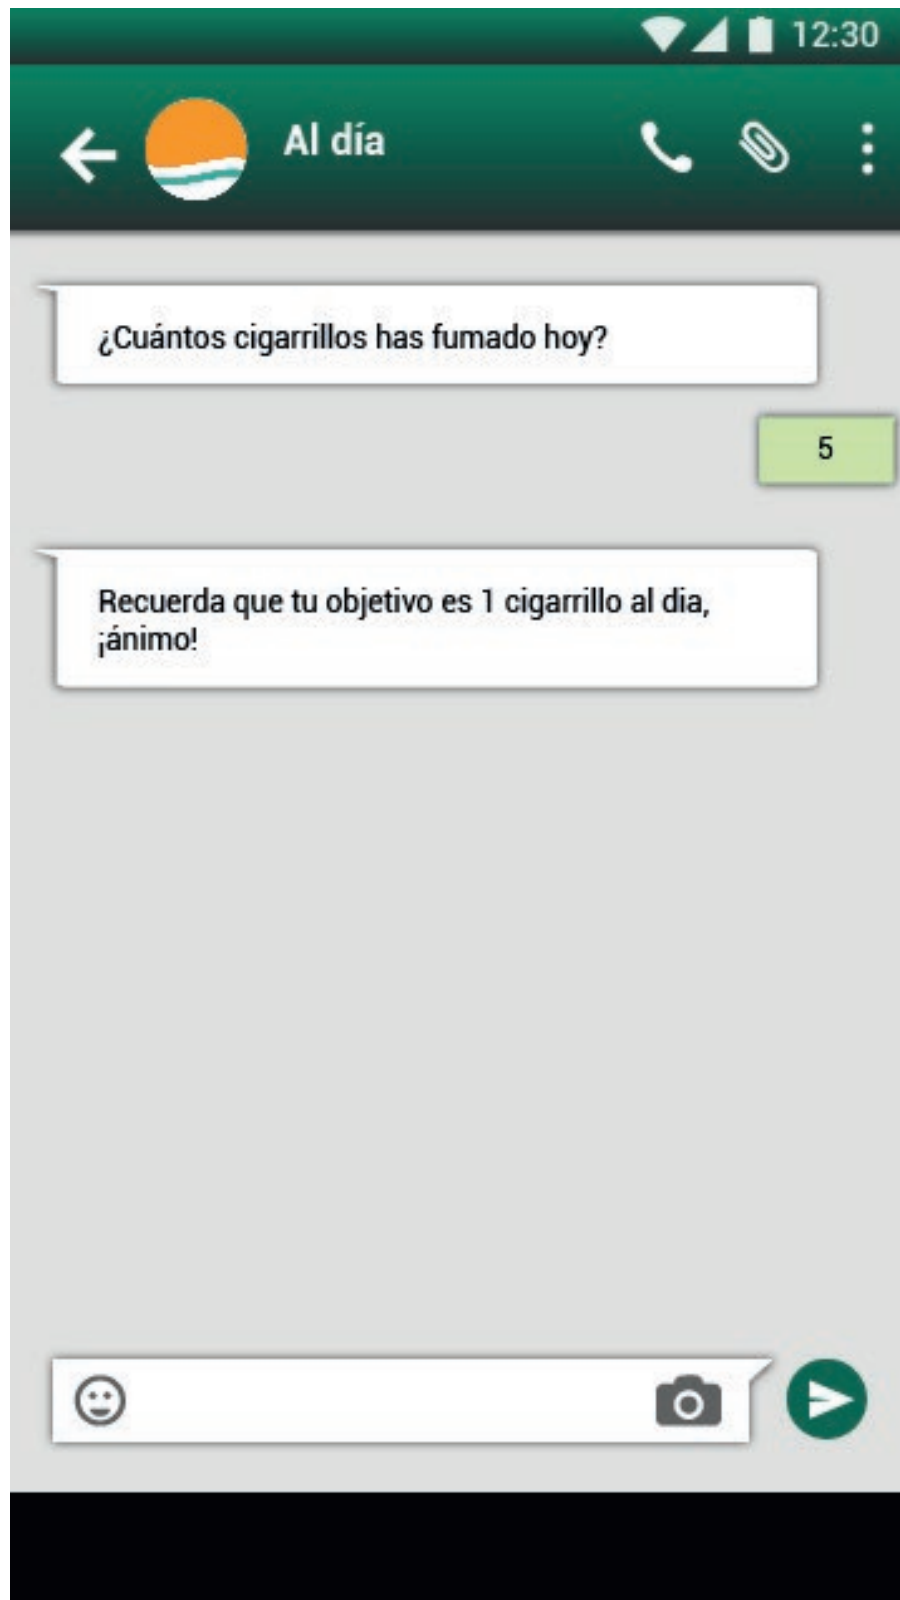 12:30
Al día
¿Cuántos cigarrillos has fumado hoy?
5
Recuerda que tu objetivo es 1 cigarrillo al dia,
¡ánimo!